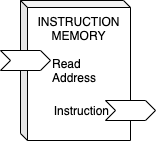 INSTRUCTION
MEMORY
Read
Address
Instruction